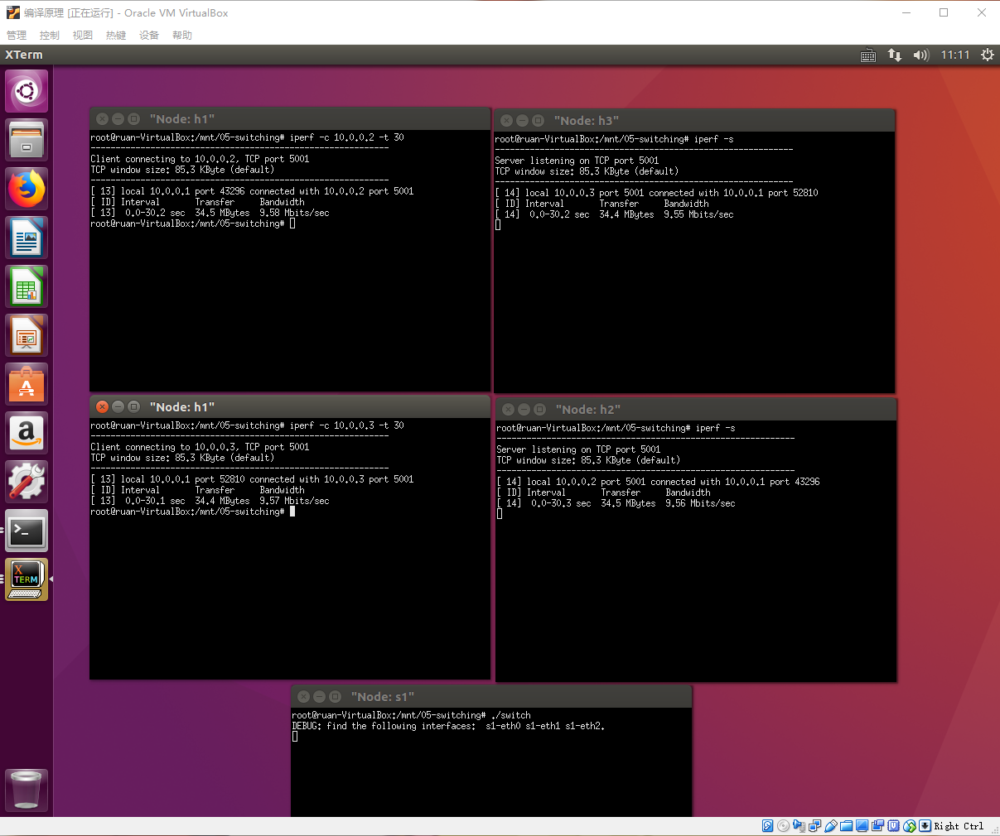 编译原理 [正在运行] - Oracle VM VirtualBox
管理 控制 视图 热键 设备 帮助
XTerm 11:11
"Node: h1"
root@ruan-VirtualBox:/mnt/05-switching# iperf -c 10.0.0.2 -t 30
------------------------------------------------------------
Client connecting to 10.0.0.2, TCP port 5001
TCP window size: 85.3 KByte (default)
------------------------------------------------------------
[ 13] local 10.0.0.1 port 43296 connected with 10.0.0.2 port 5001
[ ID] Interval       Transfer     Bandwidth
[ 13]  0.0-30.2 sec  34.5 MBytes  9.58 Mbits/sec
root@ruan-VirtualBox:/mnt/05-switching#
"Node: h3"
root@ruan-VirtualBox:/mnt/05-switching# iperf -s
------------------------------------------------------------
Server listening on TCP port 5001
TCP window size: 85.3 KByte (default)
------------------------------------------------------------
[ 14] local 10.0.0.3 port 5001 connected with 10.0.0.1 port 52810
[ ID] Interval       Transfer     Bandwidth
[ 14]  0.0-30.2 sec  34.4 MBytes  9.55 Mbits/sec
"Node: h1"
root@ruan-VirtualBox:/mnt/05-switching# iperf -c 10.0.0.3 -t 30
------------------------------------------------------------
Client connecting to 10.0.0.3, TCP port 5001
TCP window size: 85.3 KByte (default)
------------------------------------------------------------
[ 13] local 10.0.0.1 port 52810 connected with 10.0.0.3 port 5001
[ ID] Interval       Transfer     Bandwidth
[ 13]  0.0-30.1 sec  34.4 MBytes  9.57 Mbits/sec
root@ruan-VirtualBox:/mnt/05-switching#
"Node: h2"
root@ruan-VirtualBox:/mnt/05-switching# iperf -s
------------------------------------------------------------
Server listening on TCP port 5001
TCP window size: 85.3 KByte (default)
------------------------------------------------------------
[ 14] local 10.0.0.2 port 5001 connected with 10.0.0.1 port 43296
[ ID] Interval       Transfer     Bandwidth
[ 14]  0.0-30.3 sec  34.5 MBytes  9.56 Mbits/sec
"Node: s1"
root@ruan-VirtualBox:/mnt/05-switching# ./switch
DEBUG: find the following interfaces:  s1-eth0 s1-eth1 s1-eth2.
X
TERM
Right Ctrl